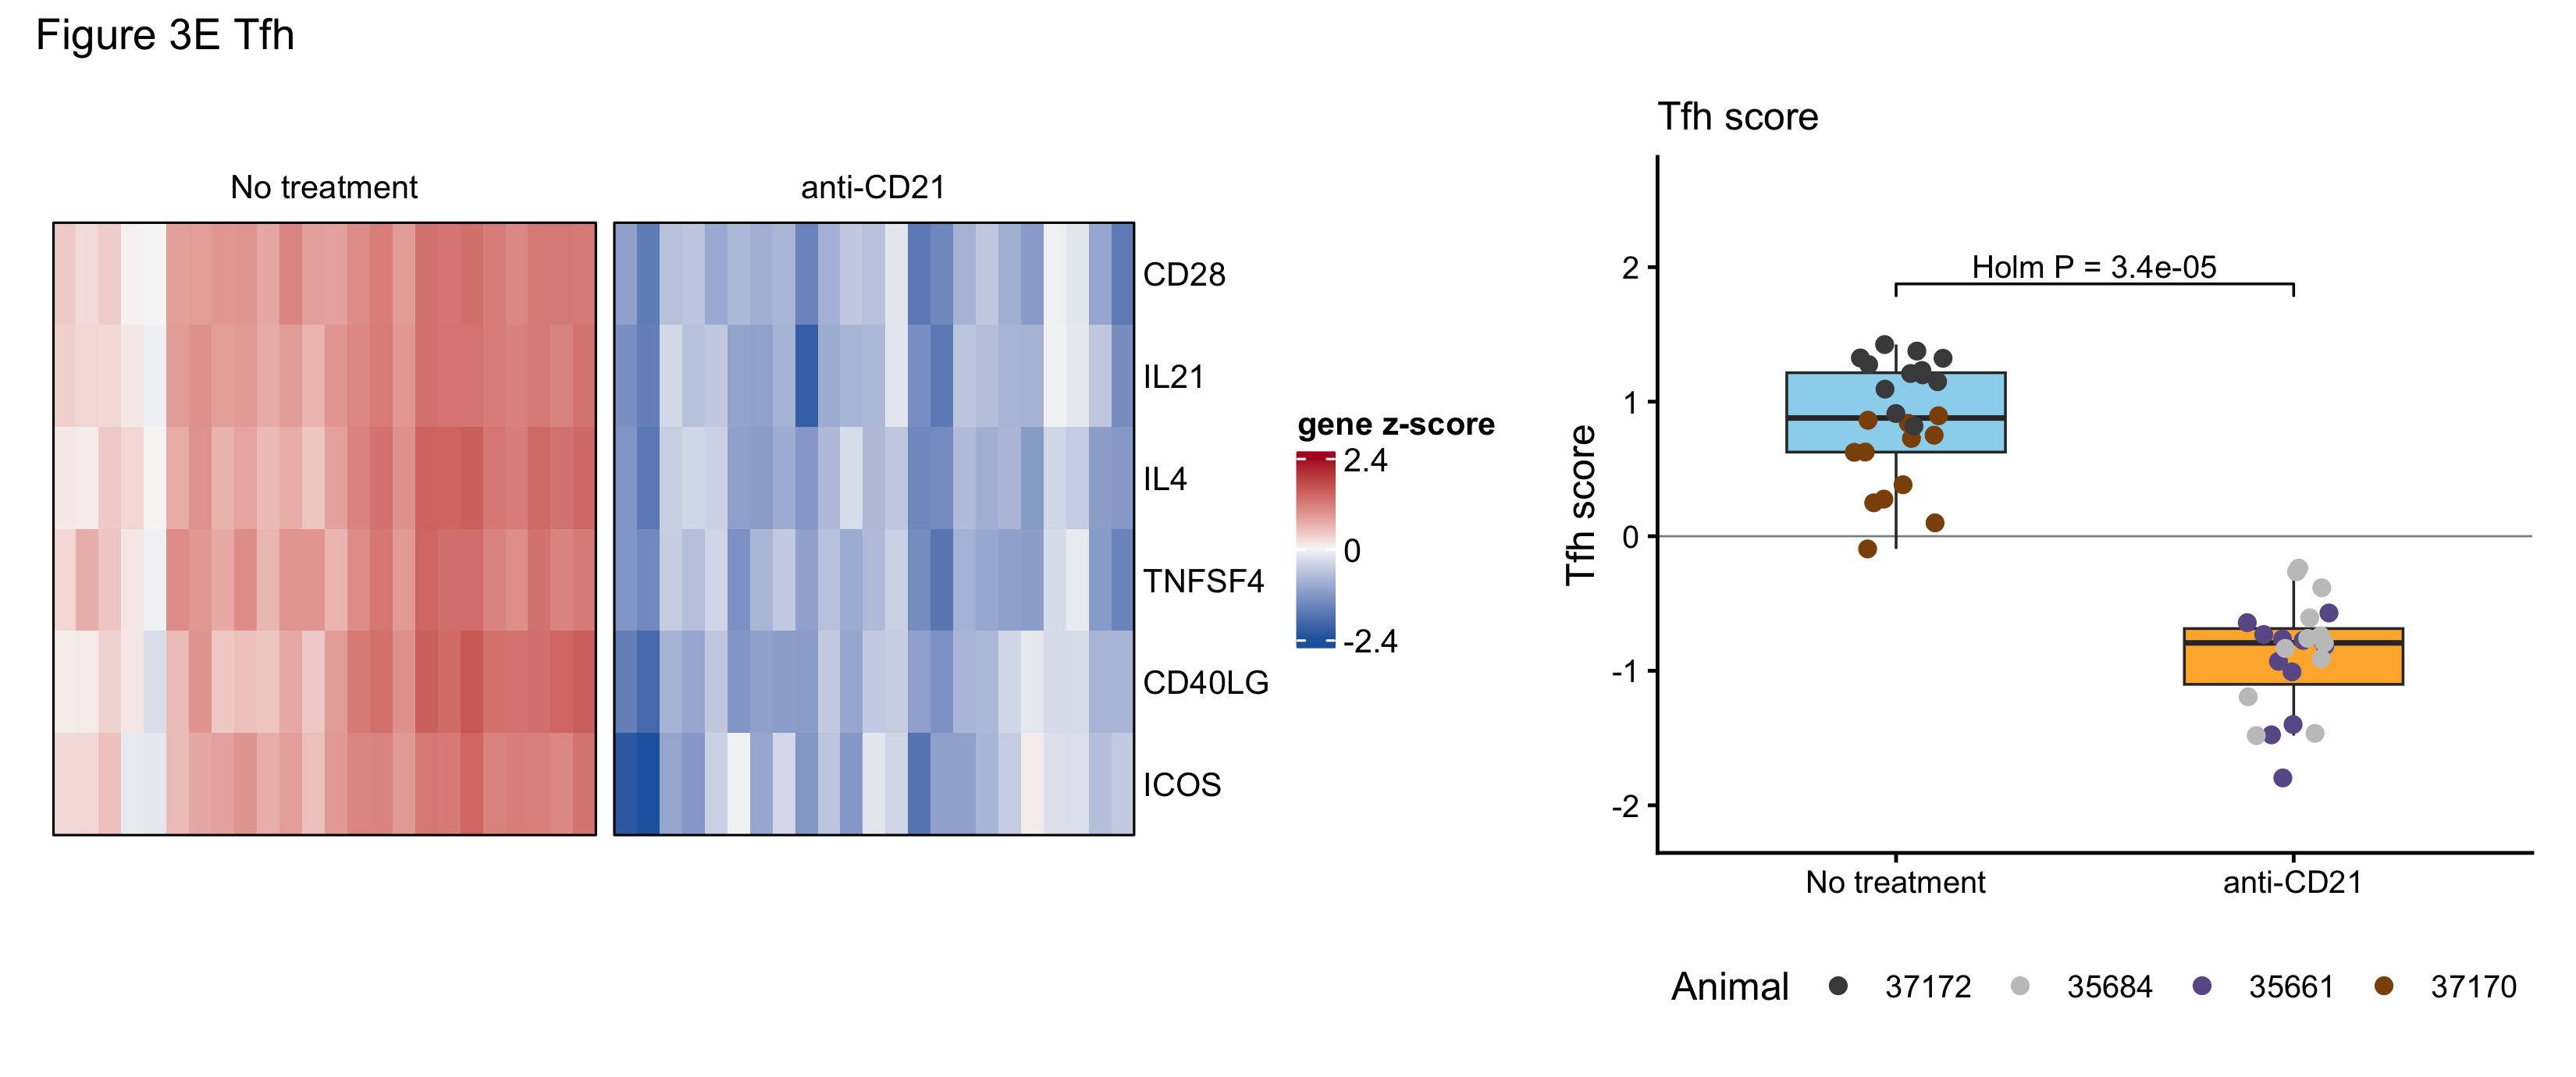 Figure 3E Tfh
No treatment
anti-CD21
CD28
IL21
IL4
TNFSF4
CD40LG
ICOS
gene z-score
2.4
0
-2.4
Tfh score
Tfh score
2
1
0
-1
-2
Holm P = 3.4e-05
No treatment
anti-CD21
Animal 37172 35684 35661 37170